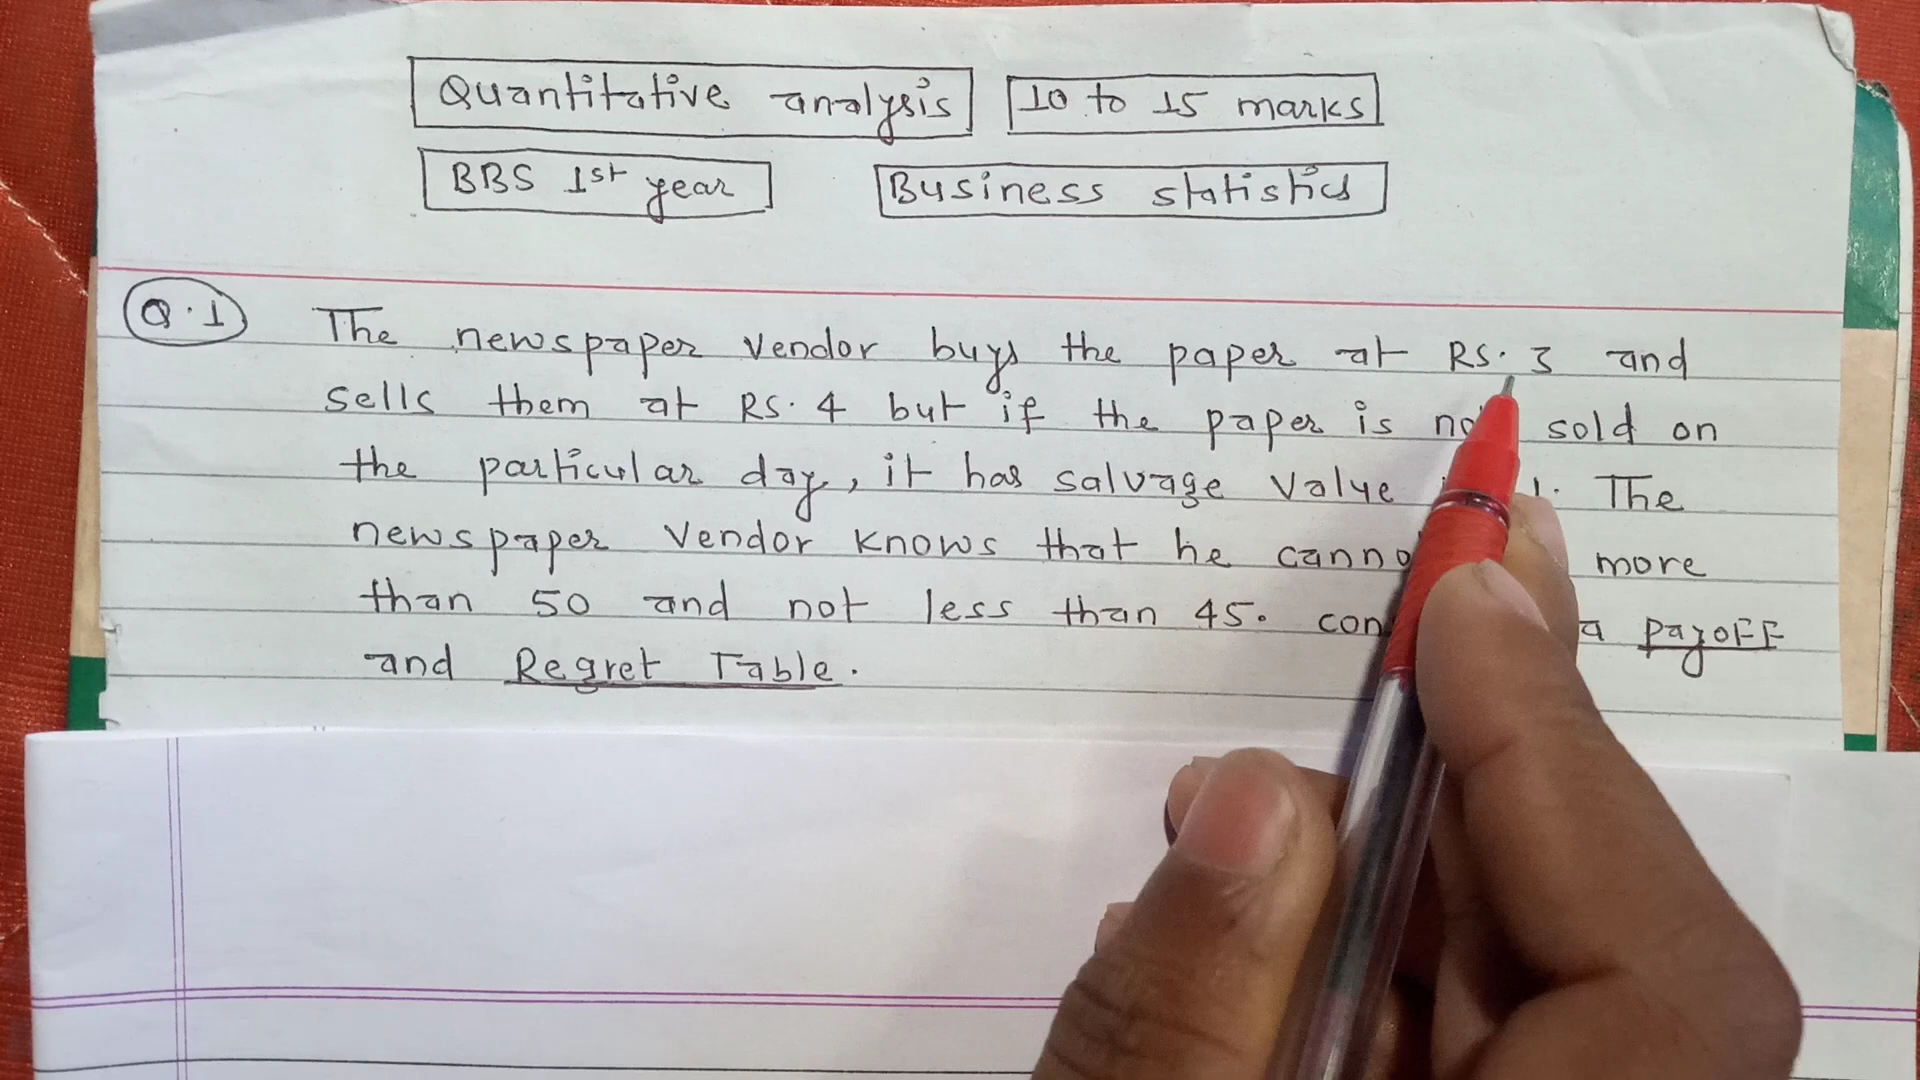 Quantitative analysis 10 to 15 marks
BBS 1st year Business statistics
Q.1 The newspaper vendor buys the paper at RS. 3 and
sells them at RS. 4 but if the paper is sold on
the particular day, it has salvage value 1. The
newspaper vendor knows that he more
than 50 and not less than 45. a payoff
and Regret Table.